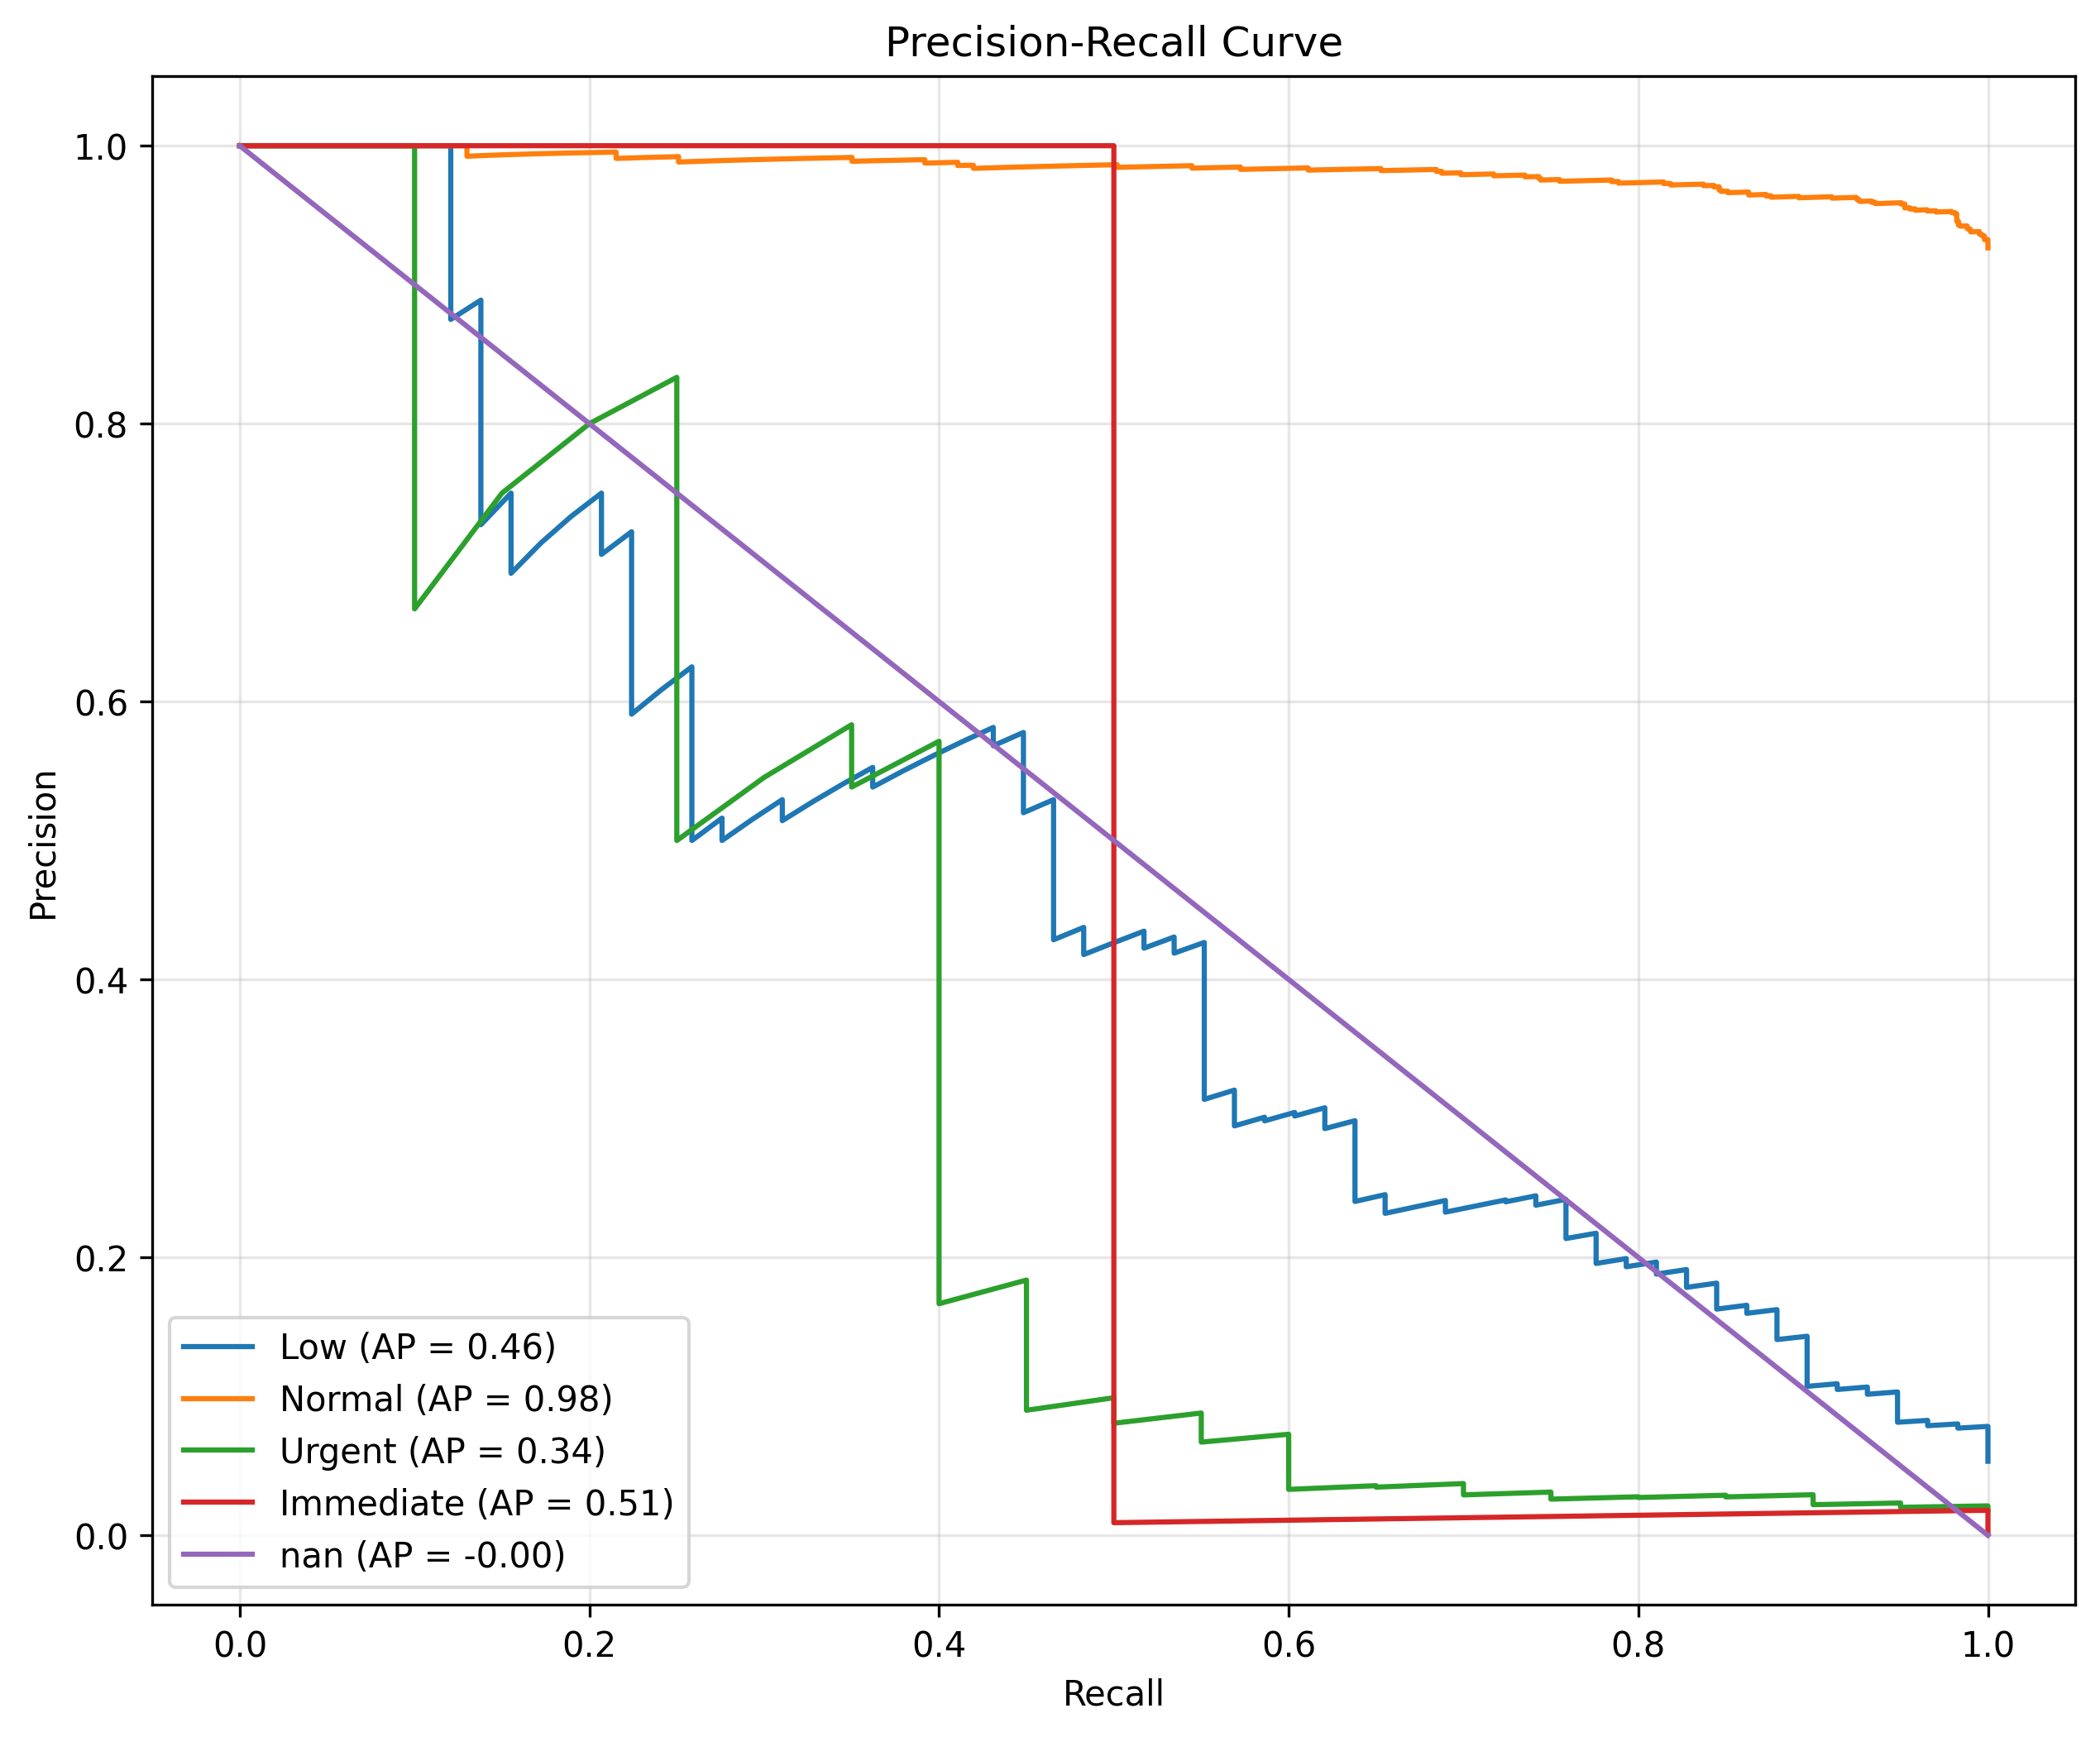 Precision-Recall Curve
1.0
0.8
0.6
0.4
0.2
0.0
Precision
Low (AP = 0.46)
Normal (AP = 0.98)
Urgent (AP = 0.34)
Immediate (AP = 0.51)
nan (AP = -0.00)
0.0 0.2 0.4 0.6 0.8 1.0
Recall